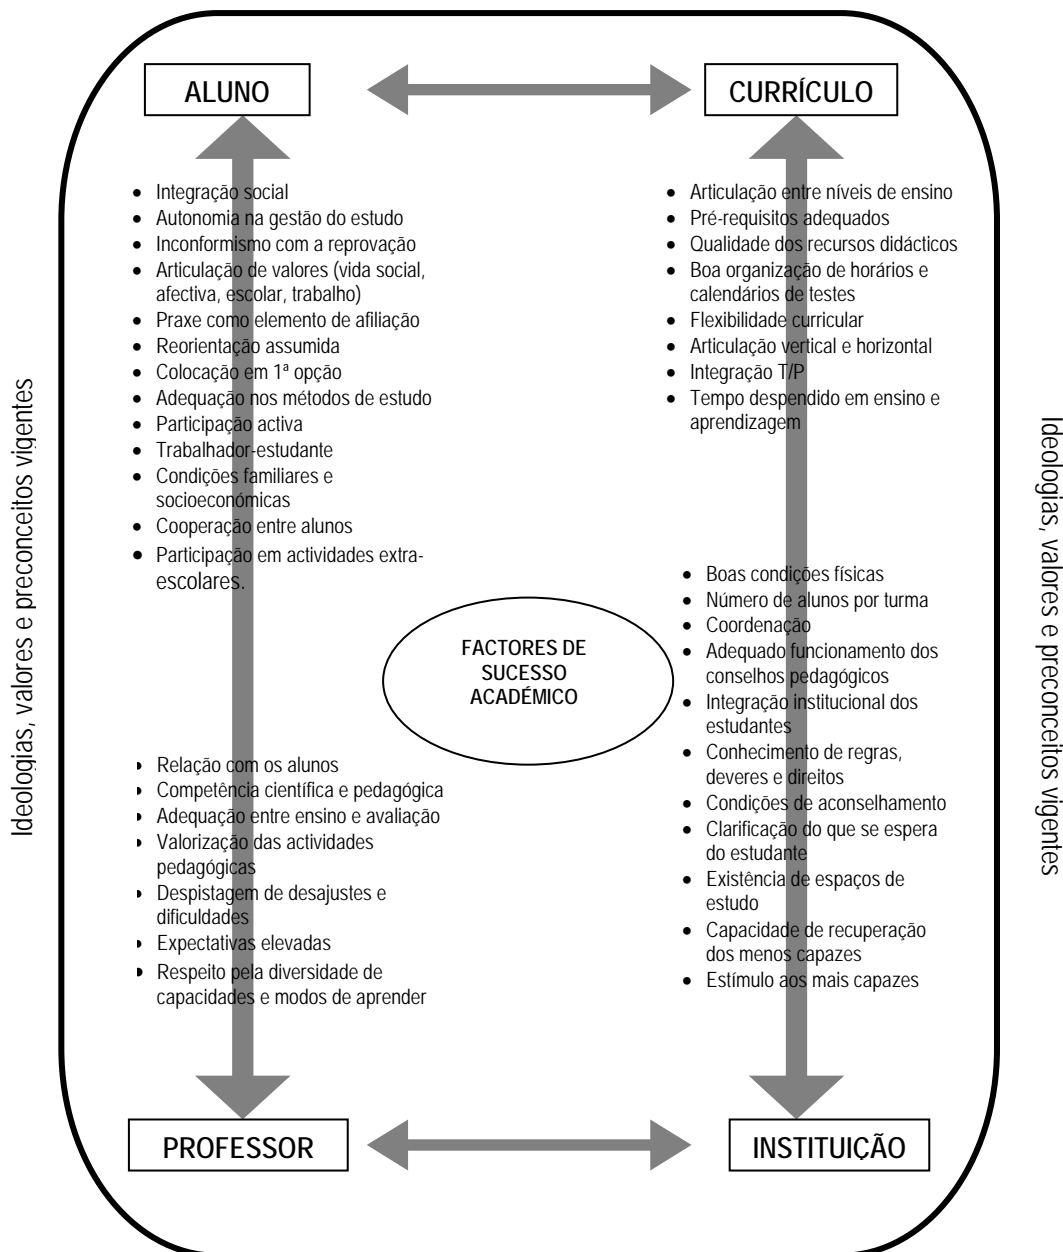 ALUNO
CURRÍCULO
Integração social
Autonomia na gestão do estudo
Inconformismo com a reprovação
Articulação de valores (vida social,
afectiva, escolar, trabalho)
Praxe como elemento de afiliação
Reorientação assumida
Colocação em 1ª opção
Adequação nos métodos de estudo
Participação activa
Trabalhador-estudante
Condições familiares e
socioeconómicas
Cooperação entre alunos
Participação em actividades extra-
escolares.
Articulação entre níveis de ensino
Pré-requisitos adequados
Qualidade dos recursos didácticos
Boa organização de horários e
calendários de testes
Flexibilidade curricular
Articulação vertical e horizontal
Integração T/P
Tempo despendido em ensino e
aprendizagem
Ideologias, valores e preconceitos vigentes
FACTORES DE
SUCESSO
ACADÉMICO
Ideologias, valores e preconceitos vigentes
Relação com os alunos
Competência científica e pedagógica
Adequação entre ensino e avaliação
Valorização das actividades
pedagógicas
Despistagem de desajustes e
dificuldades
Expectativas elevadas
Respeito pela diversidade de
capacidades e modos de aprender
Boas condições físicas
Número de alunos por turma
Coordenação
Adequado funcionamento dos
conselhos pedagógicos
Integração institucional dos
estudantes
Conhecimento de regras,
deveres e direitos
Condições de aconselhamento
Clarificação do que se espera
do estudante
Existência de espaços de
estudo
Capacidade de recuperação
dos menos capazes
Estímulo aos mais capazes
PROFESSOR
INSTITUIÇÃO